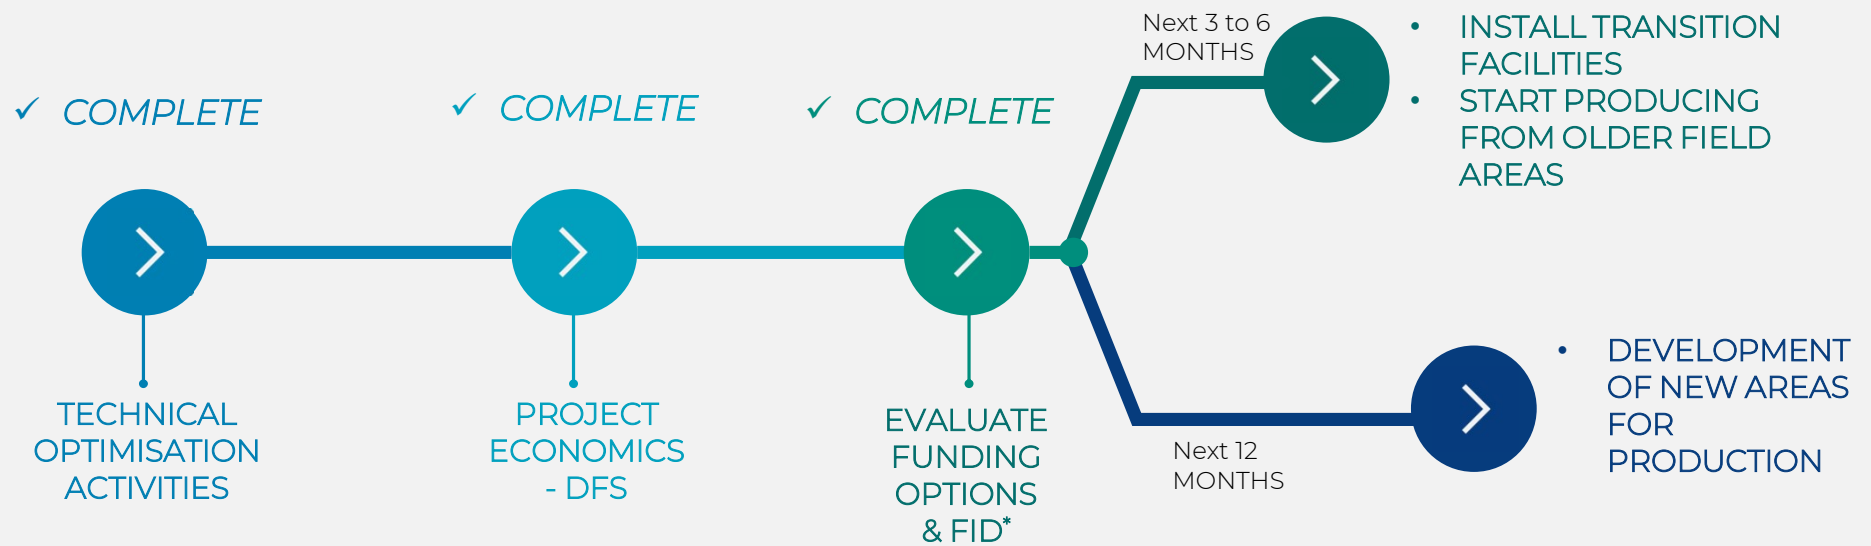 ✓ COMPLETE
TECHNICAL
OPTIMISATION
ACTIVITIES
✓ COMPLETE
PROJECT
ECONOMICS
- DFS
✓ COMPLETE
EVALUATE
FUNDING
OPTIONS
& FID*
Next 3 to 6
MONTHS
• INSTALL TRANSITION
FACILITIES
• START PRODUCING
FROM OLDER FIELD
AREAS
Next 12
MONTHS
• DEVELOPMENT
OF NEW AREAS
FOR
PRODUCTION